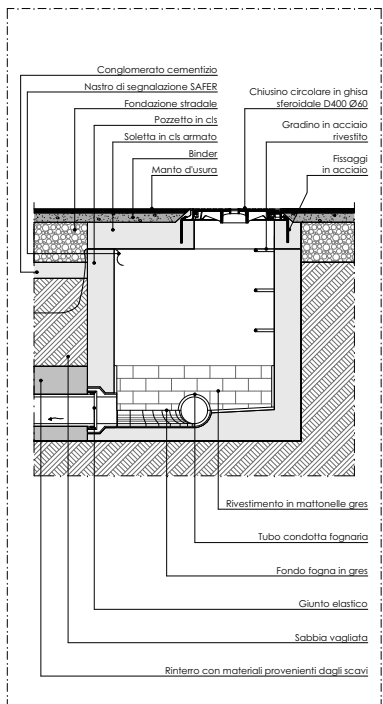 Conglomerato cementizio
Nastro di segnalazione SAFER
Fondazione stradale
Pozzetto in cls
Soletta in cls armato
Binder
Manto d'usura
Chiusino circolare in ghisa
sferoidale D400 Ø60
Gradino in acciaio
rivestito
Fissaggi
in acciaio
Rivestimento in mattonelle gres
Tubo condotta fognaria
Fondo fogna in gres
Giunto elastico
Sabbia vagliata
Rinterro con materiali provenienti dagli scavi